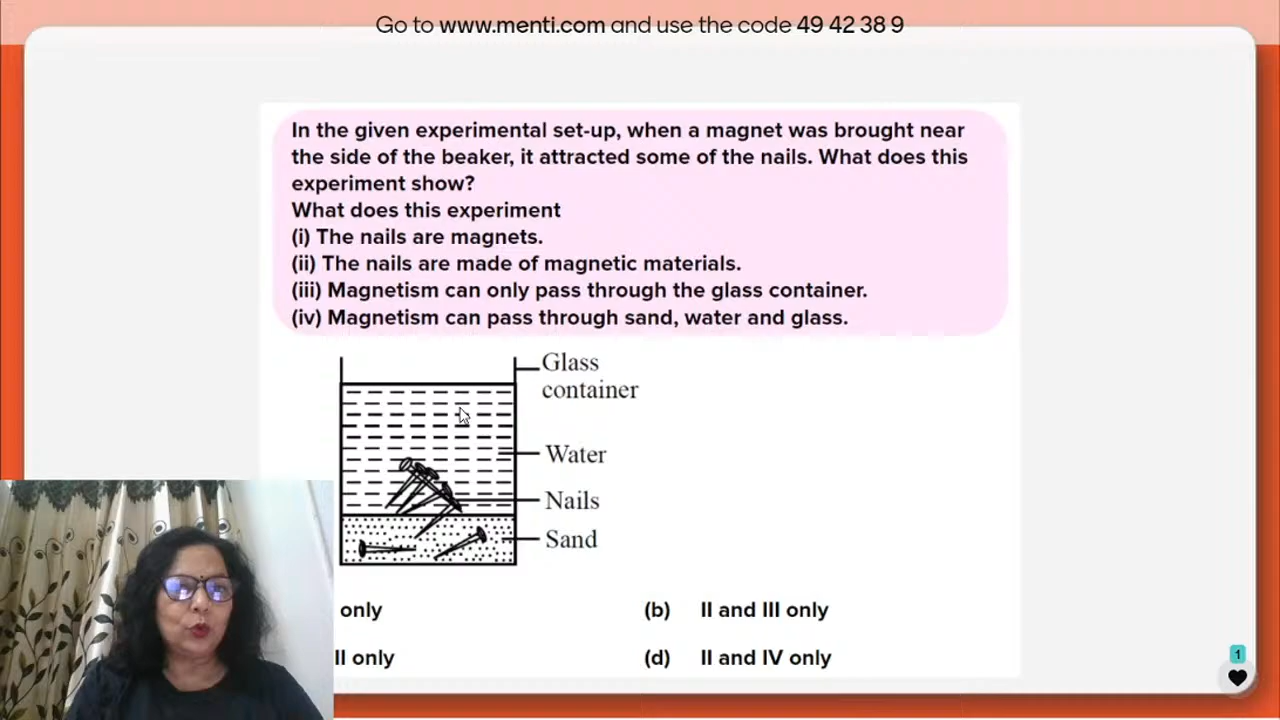 Go to www.menti.com and use the code 49 42 38 9
In the given experimental set-up, when a magnet was brought near
the side of the beaker, it attracted some of the nails. What does this
experiment show?
What does this experiment
(i) The nails are magnets.
(ii) The nails are made of magnetic materials.
(iii) Magnetism can only pass through the glass container.
(iv) Magnetism can pass through sand, water and glass.
Glass
container
Water
Nails
Sand
only
(b) II and III only
II only
(d) II and IV only
1